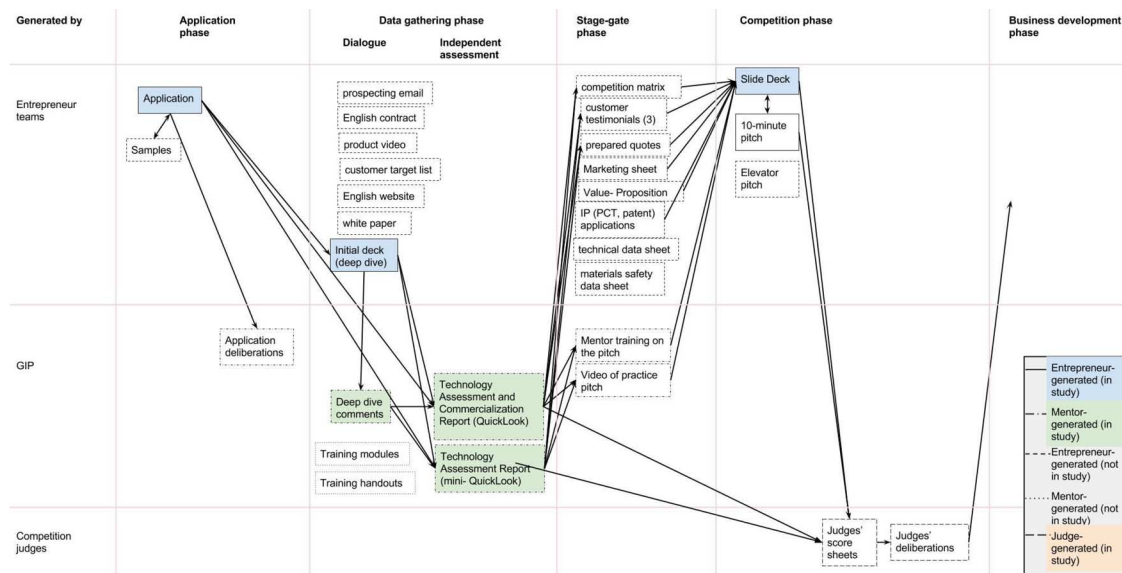 Generated by
Application
phase
Data gathering phase
Dialogue
Independent
assessment
Stage-gate
phase
Competition phase
Business development
phase
Entrepreneur
teams
Application
Samples
prospecting email
English contract
product video
customer target list
English website
white paper
Initial deck
(deep dive)
competition matrix
customer
testimonials (3)
prepared quotes
Marketing sheet
Value- Proposition
IP (PCT, patent)
applications
technical data sheet
materials safety
data sheet
Slide Deck
10-minute
pitch
Elevator
pitch
GIP
Application
deliberations
Deep dive
comments
Training modules
Training handouts
Technology
Assessment and
Commercialization
Report (QuickLook)
Technology
Assessment Report
(mini- QuickLook)
Mentor training on
the pitch
Video of practice
pitch
Competition
judges
Judges'
score
sheets
Judges'
deliberations
Entrepreneur-
generated (in
study)
Mentor-
generated (in
study)
Entrepreneur-
generated (not
in study)
Mentor-
generated (not
in study)
Judge-
generated (in
study)